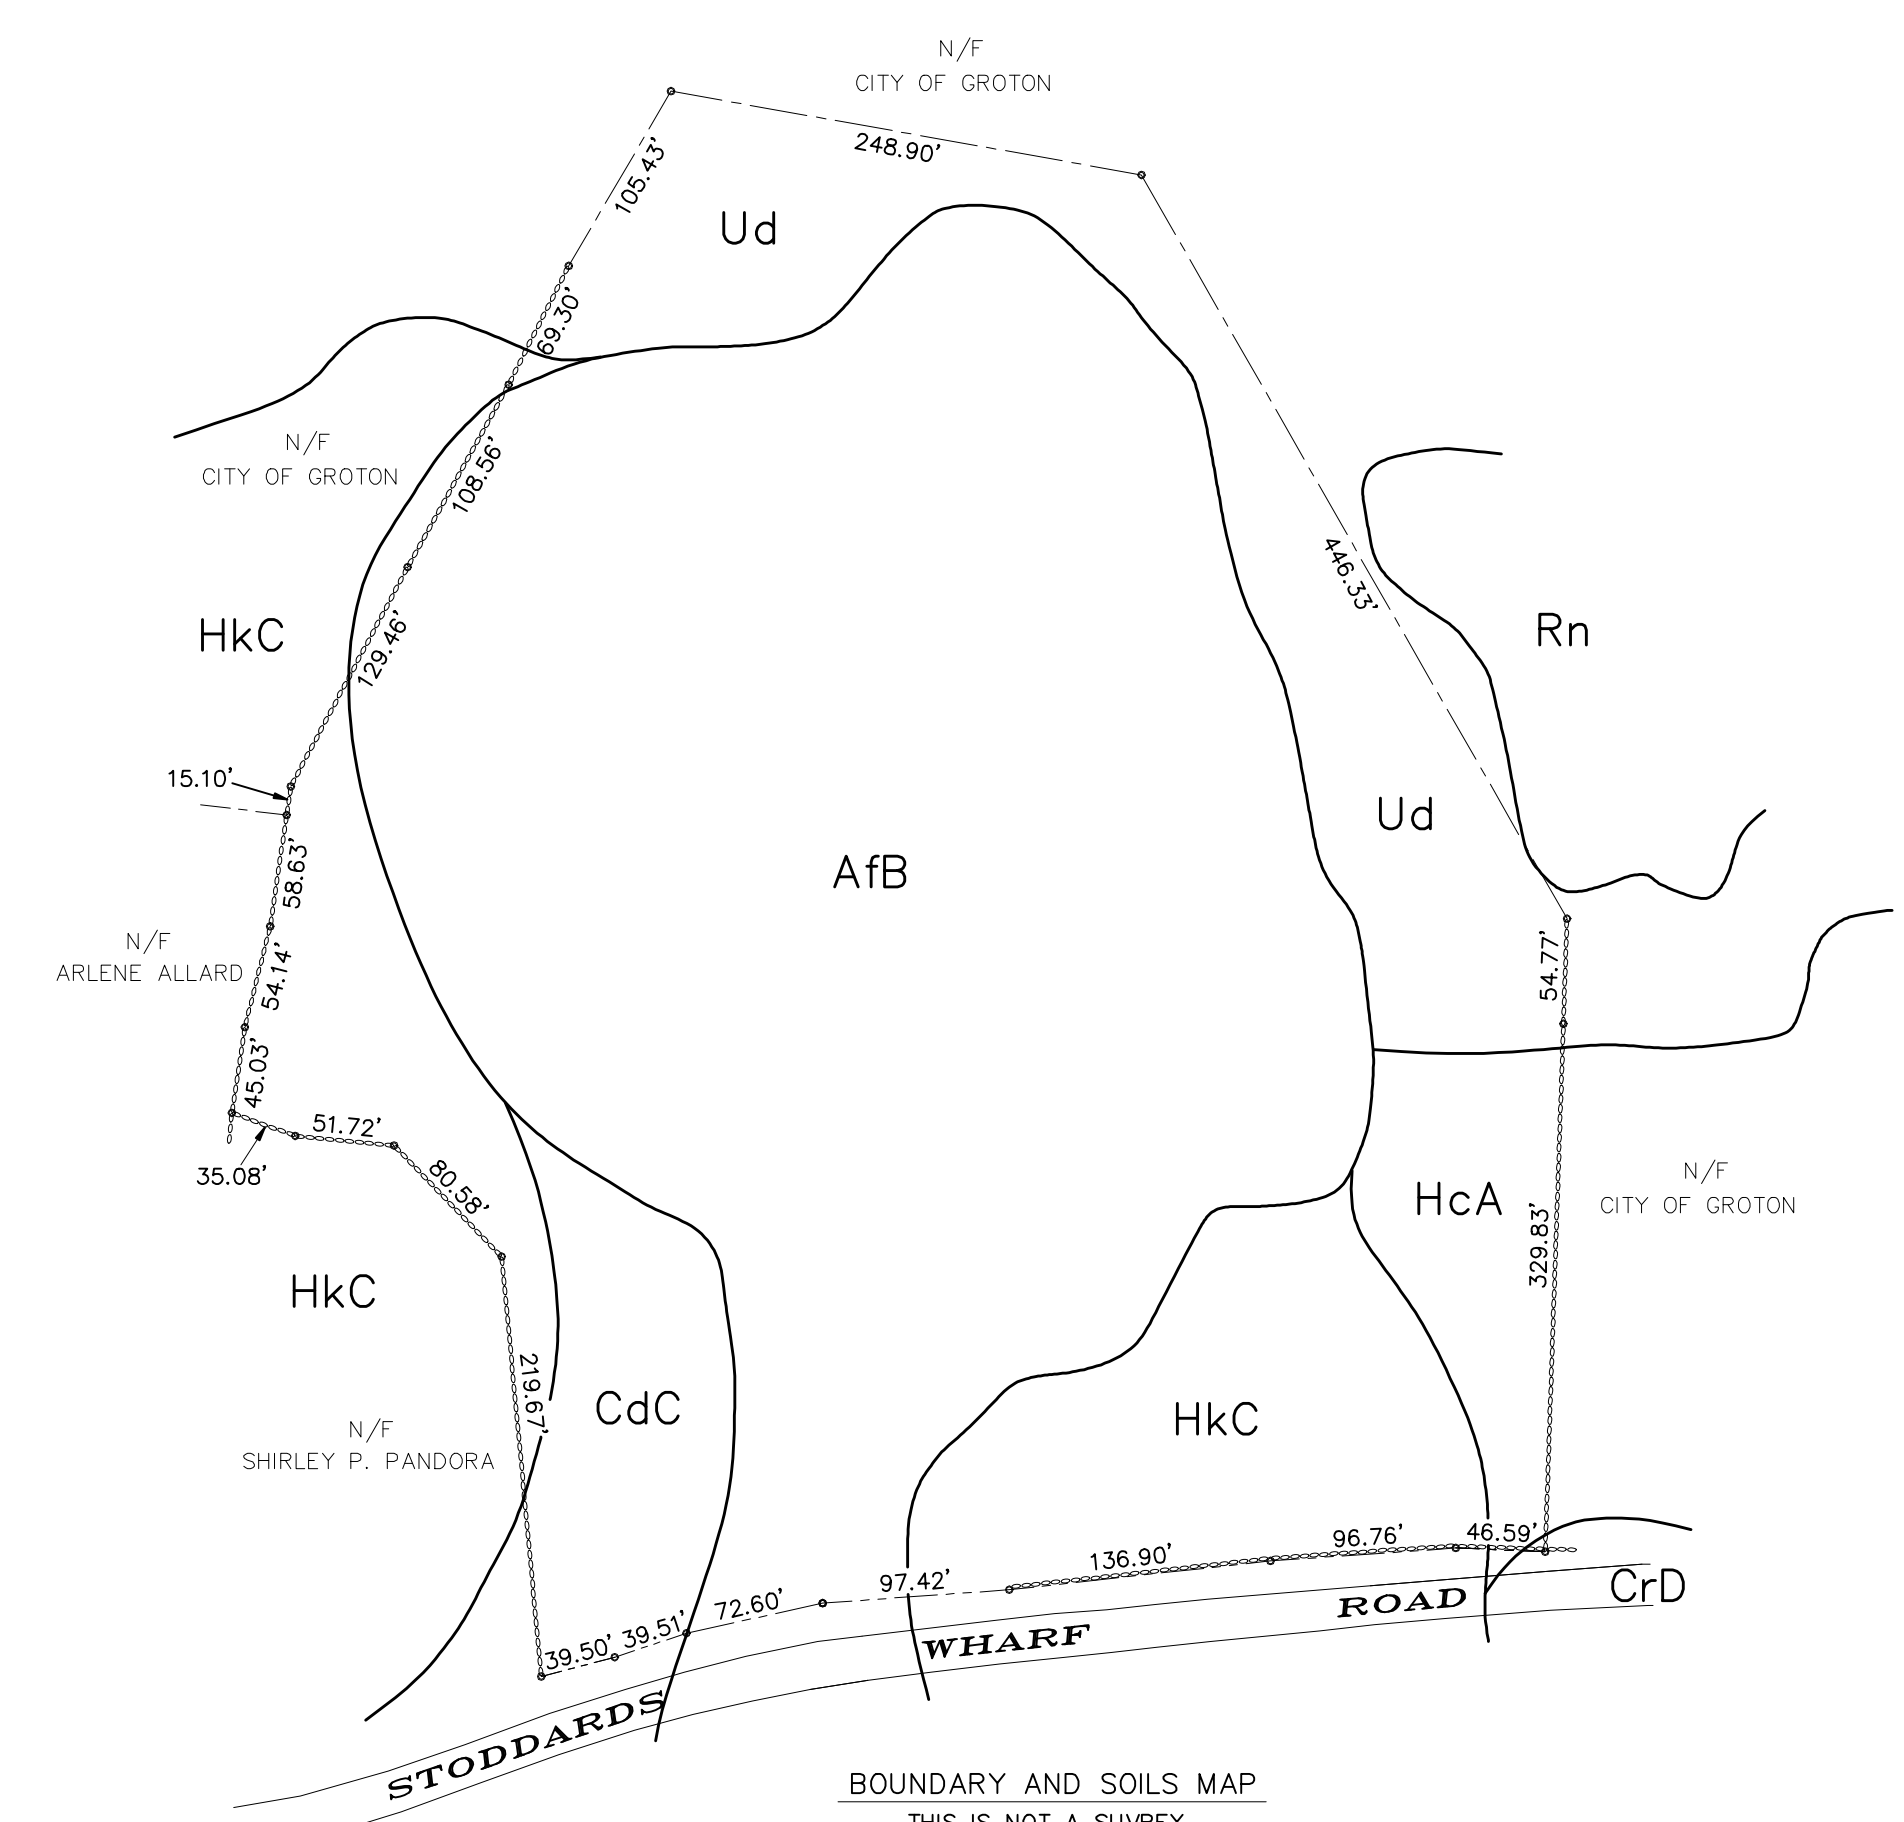 N/F
CITY OF GROTON
248.90'
105.43'
Ud
69.30'
N/F
CITY OF GROTON
108.56'
446.33'
HkC
Rn
129.46'
15.10'
Ud
58.63'
AfB
N/F
ARLENE ALLARD
54.14'
54.77'
45.03'
51.72'
35.08'
80.58'
HcA
N/F
CITY OF GROTON
329.83'
HkC
219.67'
CdC
HkC
N/F
SHIRLEY P. PANDORA
46.59'
96.76'
136.90'
97.42'
72.60'
39.51'
39.50'
CrD
STODDARDS WHARF ROAD
BOUNDARY AND SOILS MAP
THIS IS NOT A SUVREY